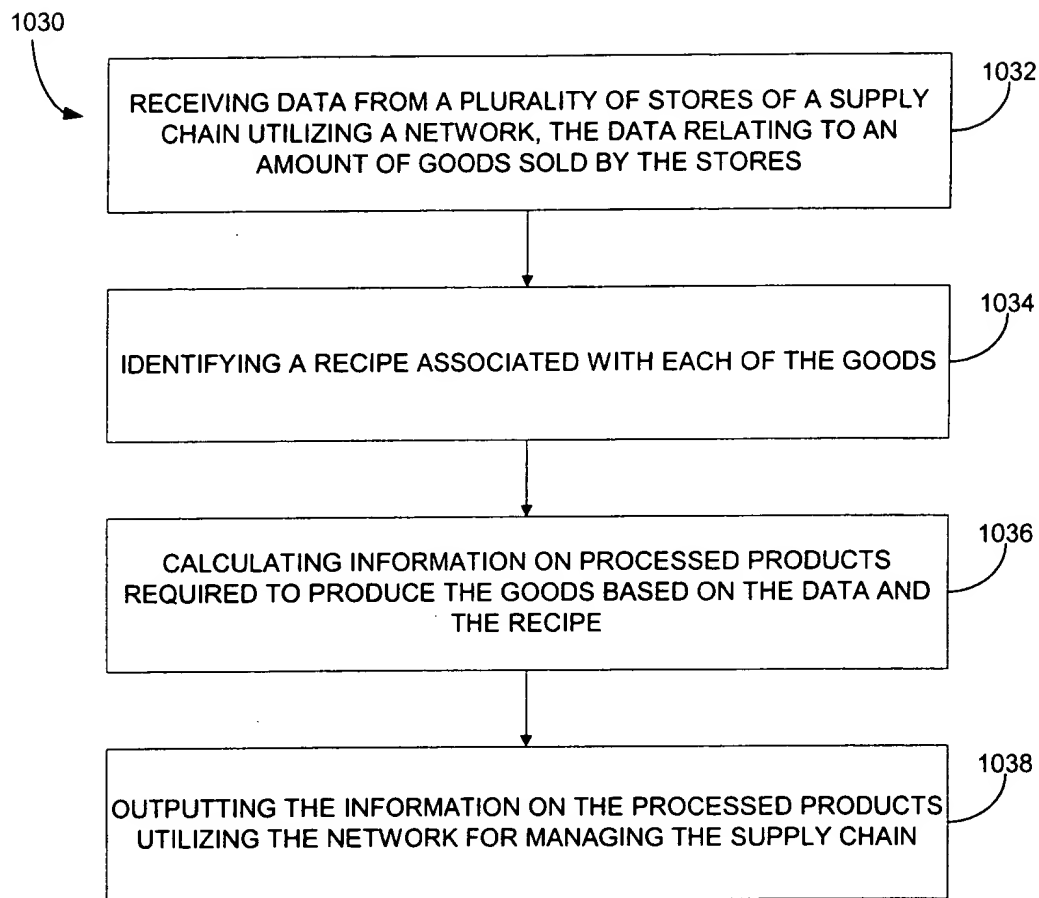 1030
1032
RECEIVING DATA FROM A PLURALITY OF STORES OF A SUPPLY
CHAIN UTILIZING A NETWORK, THE DATA RELATING TO AN
AMOUNT OF GOODS SOLD BY THE STORES
1034
IDENTIFYING A RECIPE ASSOCIATED WITH EACH OF THE GOODS
1036
CALCULATING INFORMATION ON PROCESSED PRODUCTS
REQUIRED TO PRODUCE THE GOODS BASED ON THE DATA AND
THE RECIPE
1038
OUTPUTTING THE INFORMATION ON THE PROCESSED PRODUCTS
UTILIZING THE NETWORK FOR MANAGING THE SUPPLY CHAIN